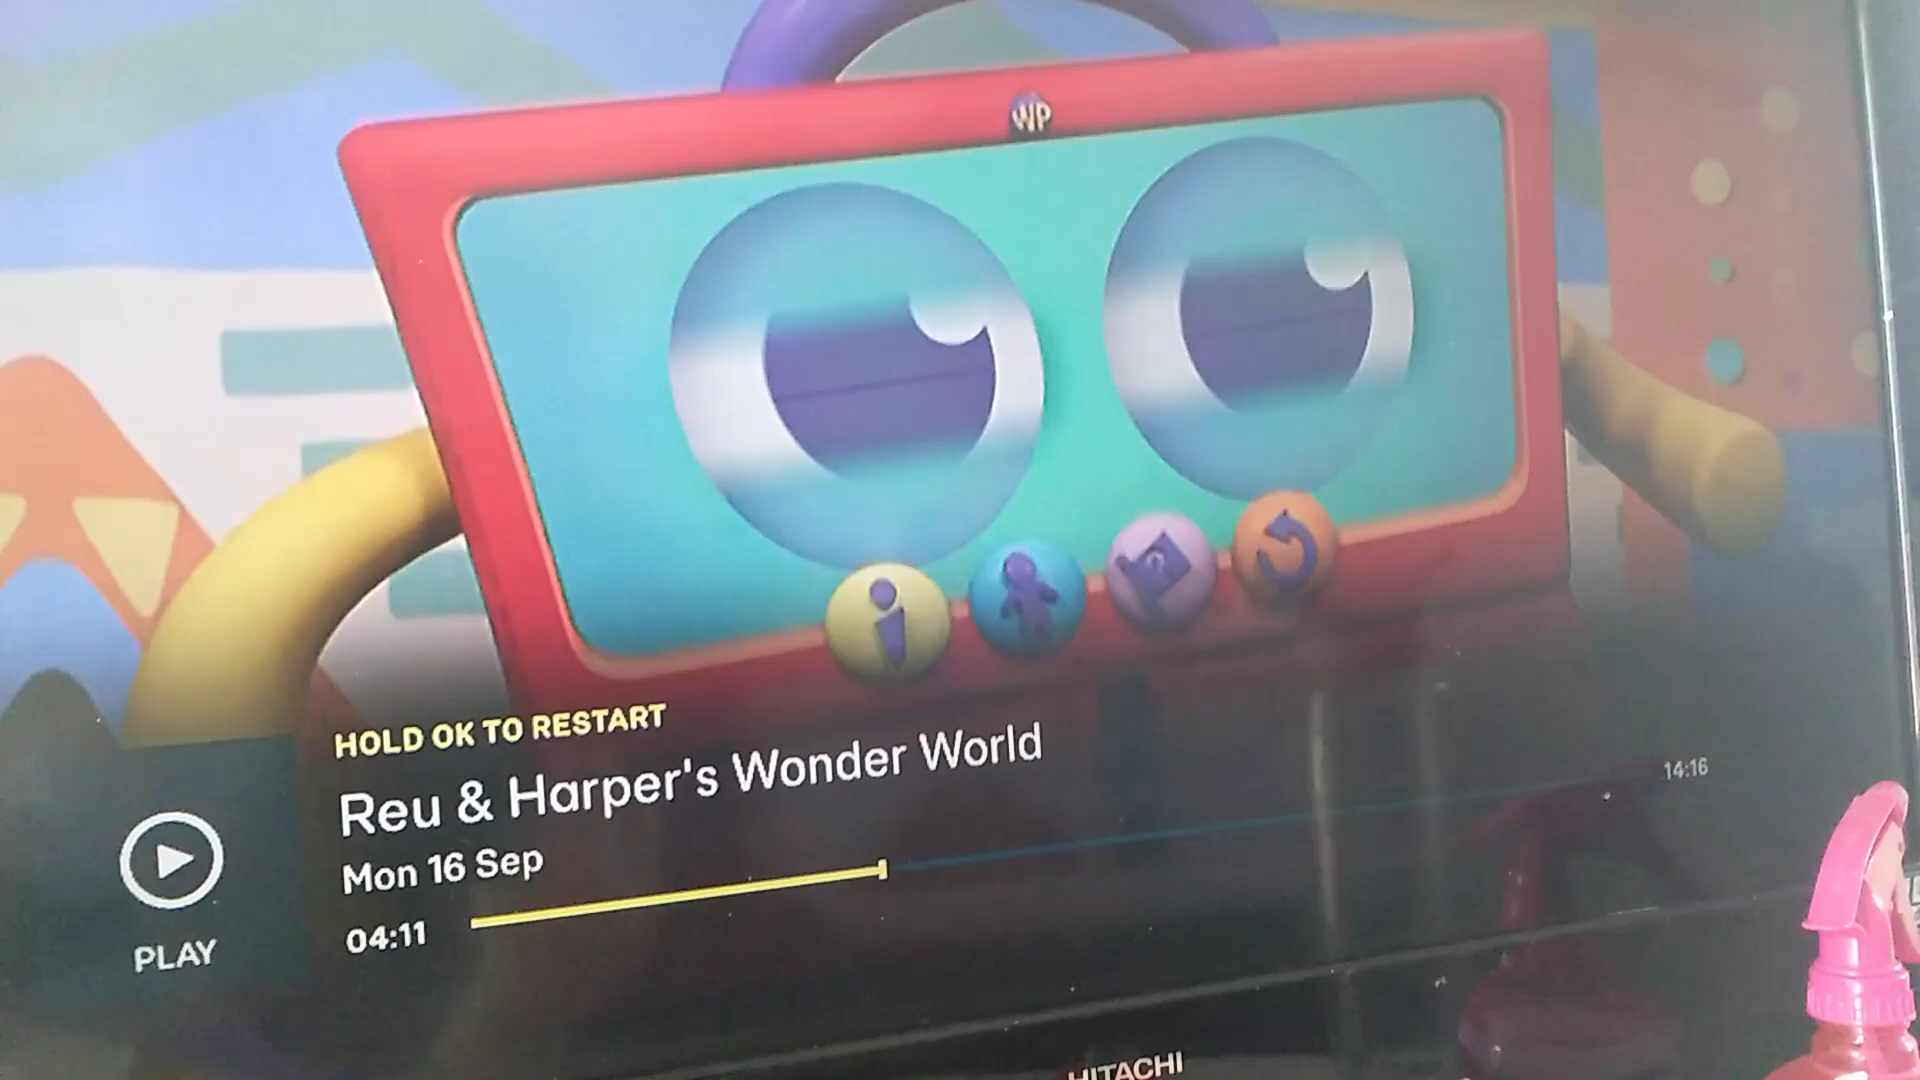 WP
HOLD OK TO RESTART
Reu & Harper's Wonder World
Mon 16 Sep
04:11
14:16
PLAY
HITACHI